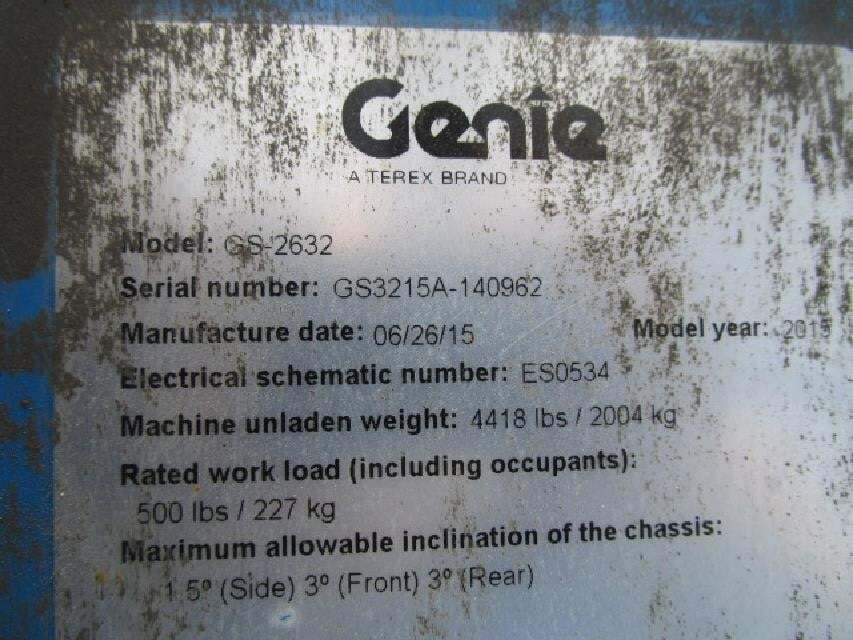 Genie
A TEREX BRAND
Model: GS-2632
Serial number: GS3215A-140962
Manufacture date: 06/26/15 Model year: 2015
Electrical schematic number: ES0534
Machine unladen weight: 4418 lbs / 2004 kg
Rated work load (including occupants):
500 lbs / 227 kg
Maximum allowable inclination of the chassis:
1.5º (Side) 3º (Front) 3º (Rear)